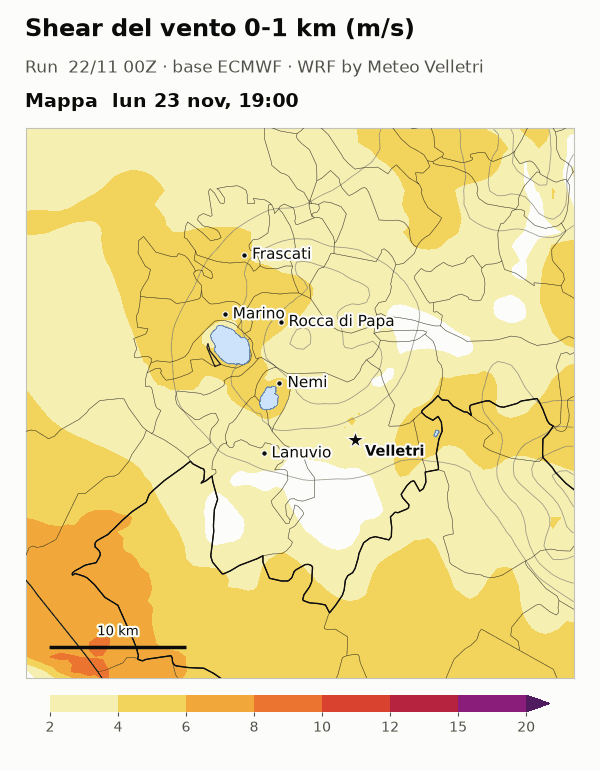 Shear del vento 0-1 km (m/s)
Run  22/11 00Z · base ECMWF · WRF by Meteo Velletri
Mappa  lun 23 nov, 19:00
Frascati
Marino
Rocca di Papa
Nemi
Velletri
Lanuvio
10 km
2 4 6 8 10 12 15 20